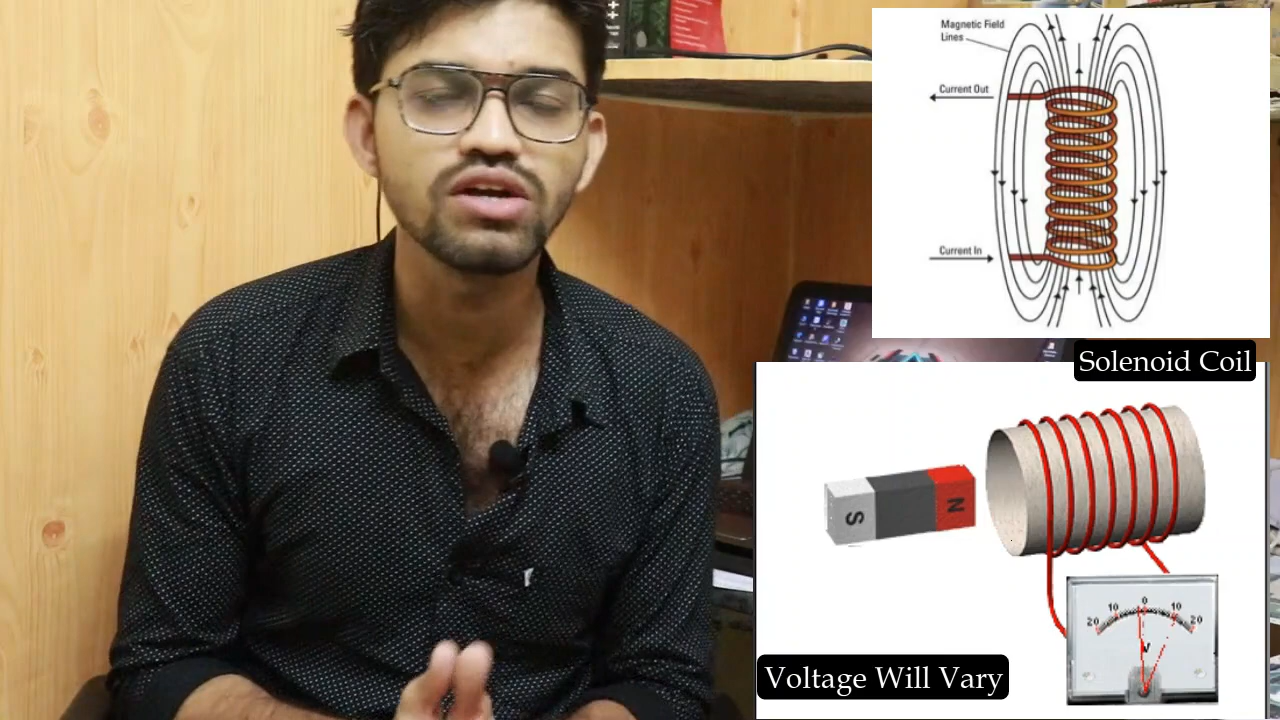 Magnetic Field
Lines
Current Out
Current In
Solenoid Coil
S
N
20
10
0
10
20
V
Voltage Will Vary